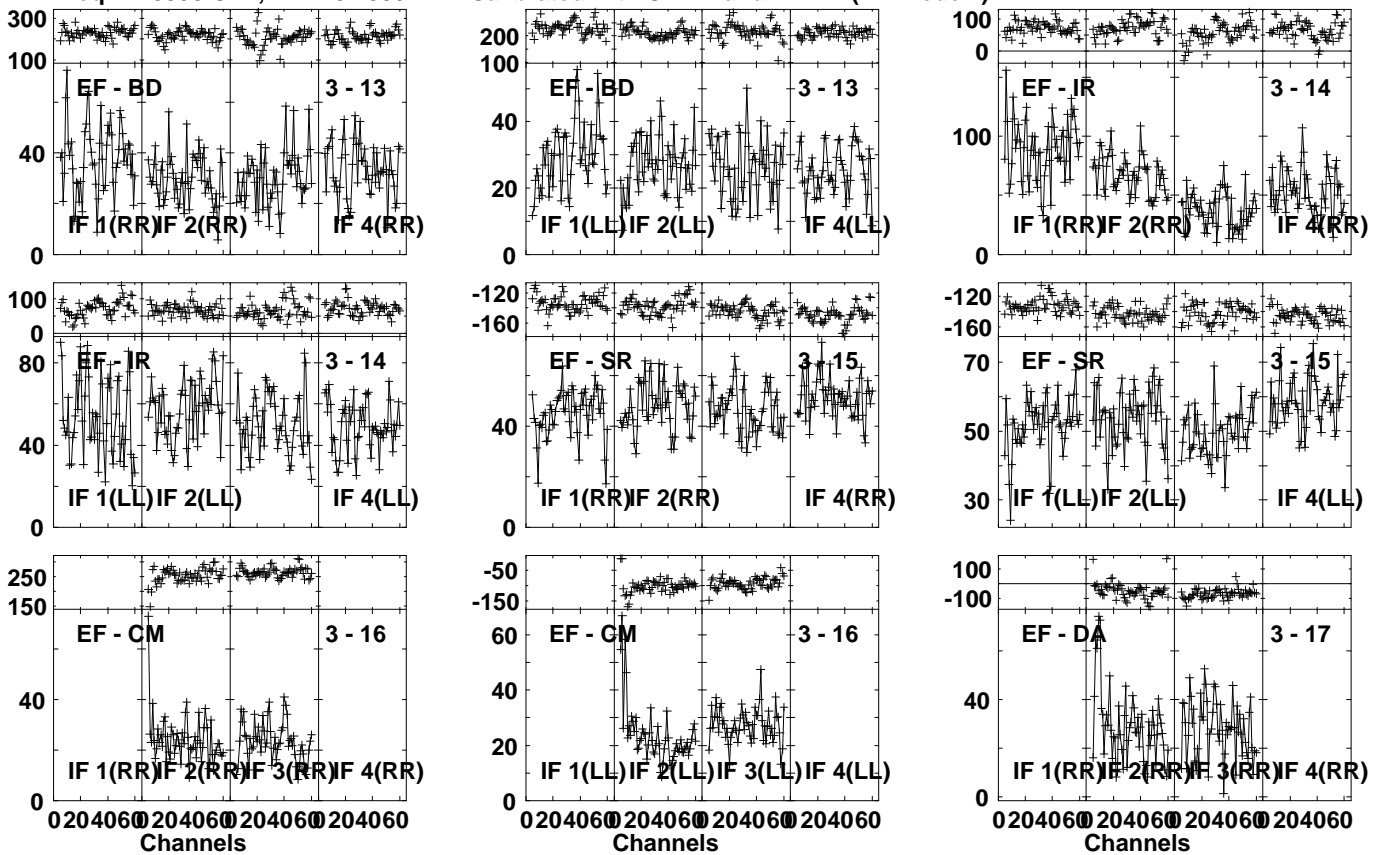 300
200
100
EF - BD
3 - 13
40
IF 1(RR)
IF 2(RR)
IF 4(RR)
0
200
100
EF - BD
3 - 13
40
20
IF 1(LL)
IF 2(LL)
IF 4(LL)
0
100
0
EF - IR
3 - 14
100
IF 1(RR)
IF 2(RR)
IF 4(RR)
0
100
0
80
EF - IR
3 - 14
40
IF 1(LL)
IF 2(LL)
IF 4(LL)
0
-120
-160
EF - SR
3 - 15
40
IF 1(RR)
IF 2(RR)
IF 4(RR)
0
-120
-160
70
EF - SR
3 - 15
50
30
IF 1(LL)
IF 2(LL)
IF 4(LL)
250
150
EF - CM
3 - 16
40
IF 1(RR)
IF 2(RR)
IF 3(RR)
IF 4(RR)
0
0 20 40 60 0 20 40 60 0 20 40 60 0 20 40 60
Channels
-50
-150
60
EF - CM
3 - 16
40
20
IF 1(LL)
IF 2(LL)
IF 3(LL)
IF 4(LL)
0
0 20 40 60 0 20 40 60 0 20 40 60 0 20 40 60
Channels
100
-100
EF - DA
3 - 17
40
IF 1(RR)
IF 2(RR)
IF 3(RR)
IF 4(RR)
0
0 20 40 60 0 20 40 60 0 20 40 60 0 20 40 60
Channels